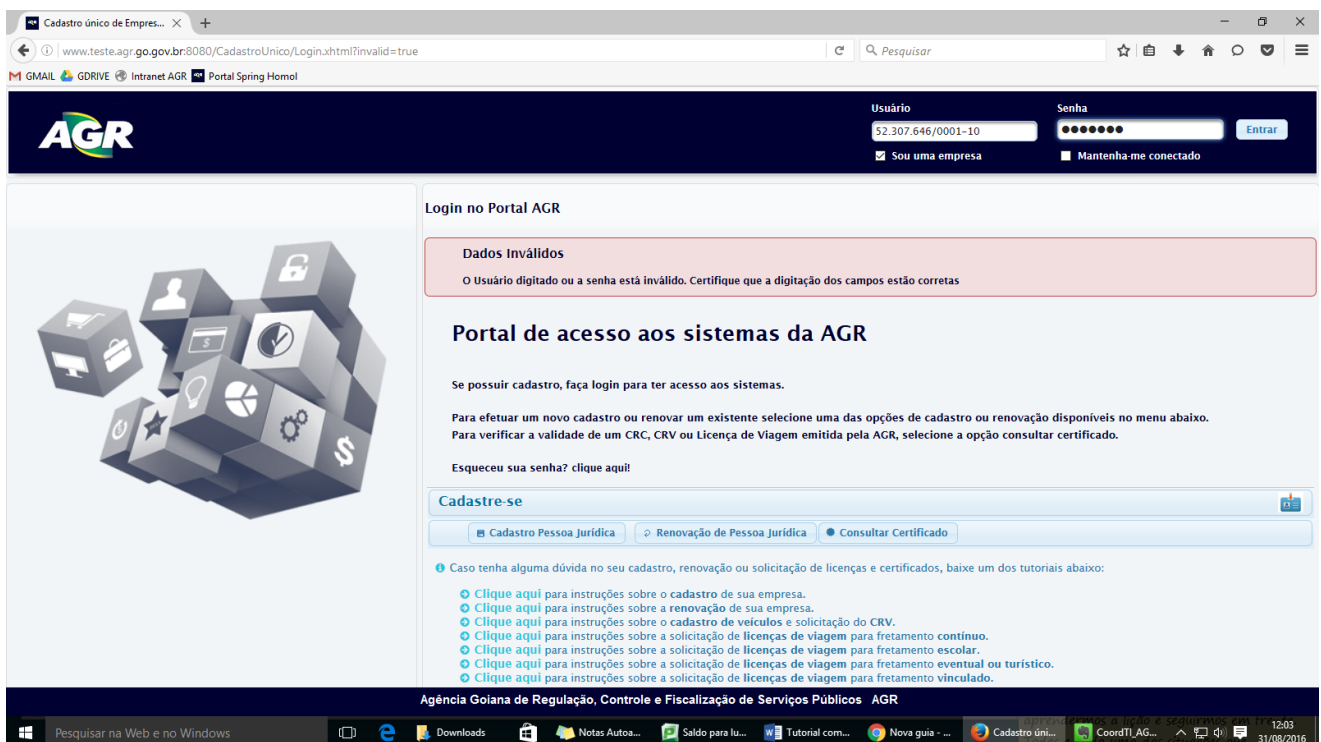 Cadastro único de Empres...
www.teste.agr.go.gov.br:8080/CadastroUnico/Login.xhtml?invalid=true
Pesquisar
GMAIL GDRIVE Intranet AGR Portal Spring Homol
AGR
Usuário Senha
52.307.646/0001-10 Entrar
Sou uma empresa Mantenha-me conectado
Login no Portal AGR
Dados Inválidos
O Usuário digitado ou a senha está inválido. Certifique que a digitação dos campos estão corretas
Portal de acesso aos sistemas da AGR
Se possuir cadastro, faça login para ter acesso aos sistemas.
Para efetuar um novo cadastro ou renovar um existente selecione uma das opções de cadastro ou renovação disponíveis no menu abaixo.
Para verificar a validade de um CRC, CRV ou Licença de Viagem emitida pela AGR, selecione a opção consultar certificado.
Esqueceu sua senha? clique aqui!
Cadastre-se
Cadastro Pessoa Jurídica Renovação de Pessoa Jurídica Consultar Certificado
Caso tenha alguma dúvida no seu cadastro, renovação ou solicitação de licenças e certificados, baixe um dos tutoriais abaixo:
Clique aqui para instruções sobre o cadastro de sua empresa.
Clique aqui para instruções sobre a renovação de sua empresa.
Clique aqui para instruções sobre o cadastro de veículos e solicitação do CRV.
Clique aqui para instruções sobre a solicitação de licenças de viagem para fretamento contínuo.
Clique aqui para instruções sobre a solicitação de licenças de viagem para fretamento escolar.
Clique aqui para instruções sobre a solicitação de licenças de viagem para fretamento eventual ou turístico.
Clique aqui para instruções sobre a solicitação de licenças de viagem para fretamento vinculado.
Agência Goiana de Regulação, Controle e Fiscalização de Serviços Públicos AGR
Pesquisar na Web e no Windows
Downloads
Notas Autoa...
Saldo para lu...
Tutorial com...
Nova guia - ...
Cadastro úni...
CoordTI_AG...
12:03
31/08/2016